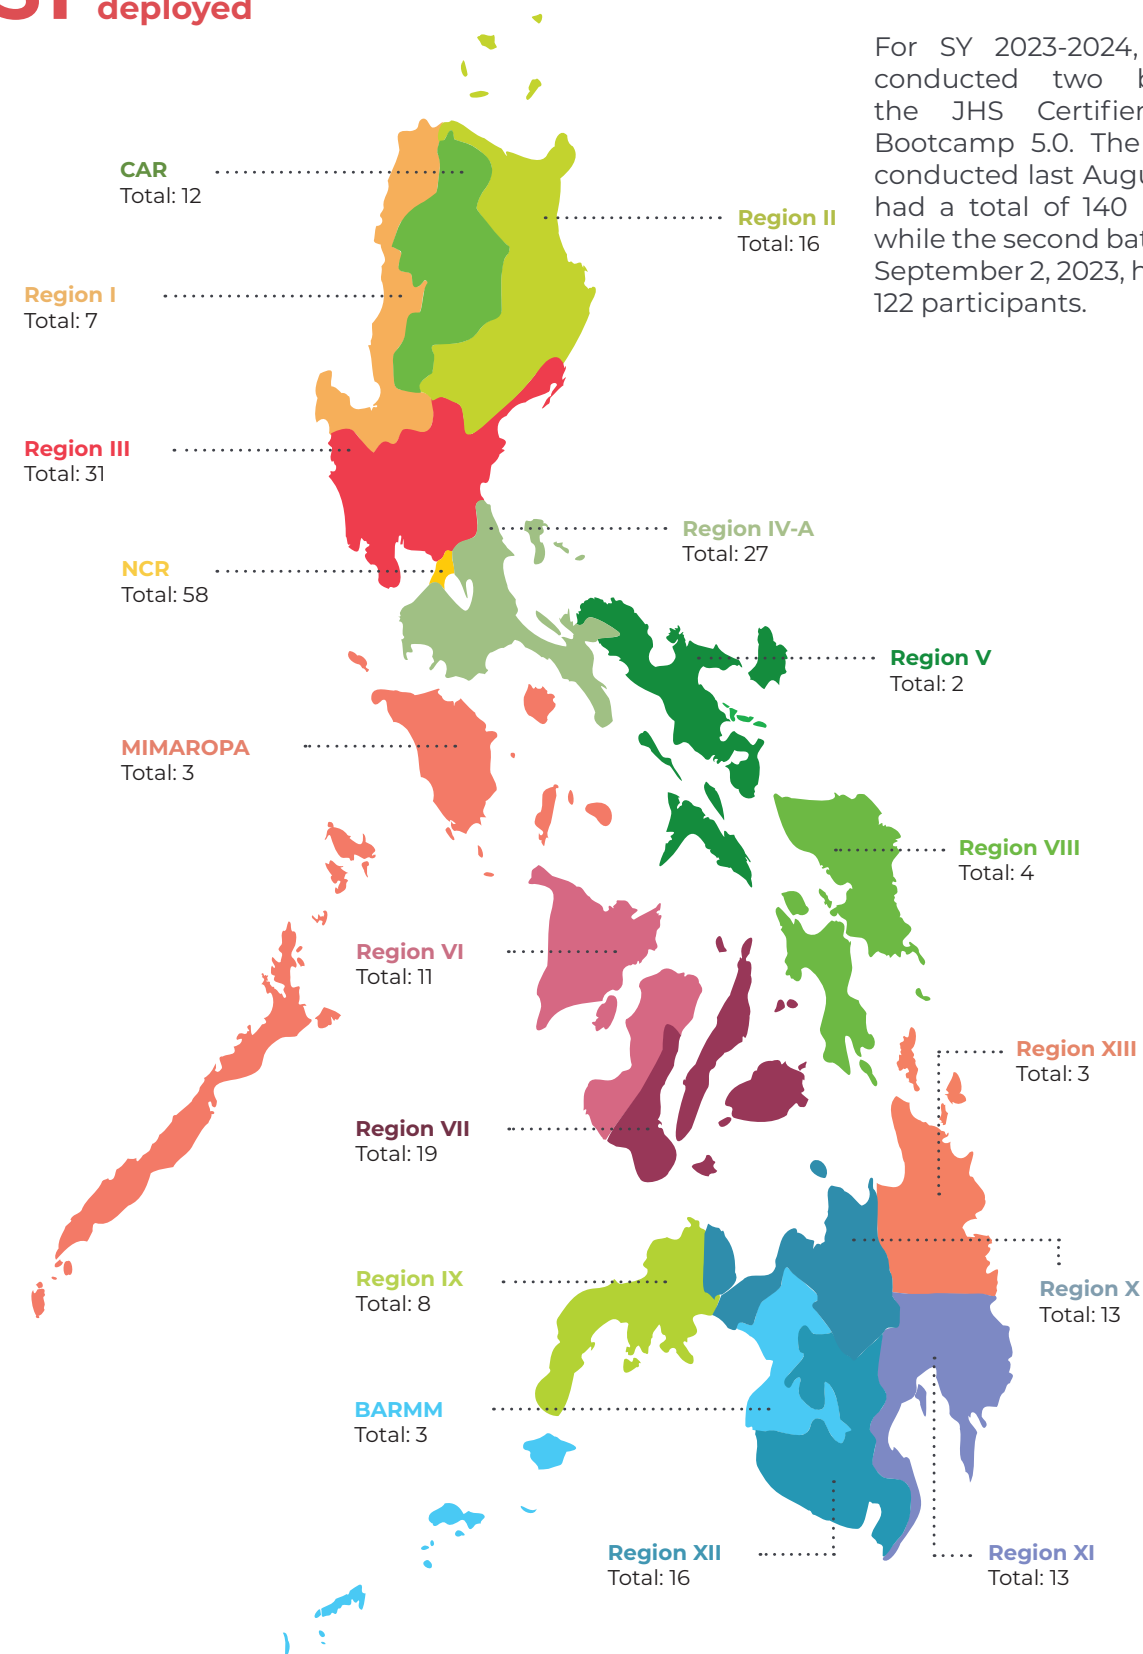 deployed
For SY 2023-2024,
conducted two
the JHS
Bootcamp 5.0. The
conducted last
had a total of 140
while the second
September 2, 2023,
122 participants.
CAR
Total: 12
Region II
Total: 16
Region I
Total: 7
Region III
Total: 31
Region IV-A
Total: 27
NCR
Total: 58
Region V
Total: 2
MIMAROPA
Total: 3
Region VIII
Total: 4
Region VI
Total: 11
Region XIII
Total: 3
Region VII
Total: 19
Region IX
Total: 8
Region X
Total: 13
BARMM
Total: 3
Region XII
Total: 16
Region XI
Total: 13